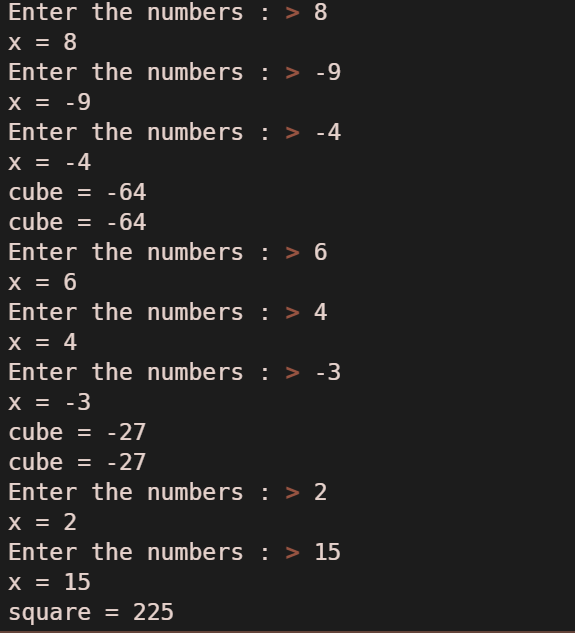 Enter the numbers : > 8
x = 8
Enter the numbers : > -9
x = -9
Enter the numbers : > -4
x = -4
cube = -64
cube = -64
Enter the numbers : > 6
x = 6
Enter the numbers : > 4
x = 4
Enter the numbers : > -3
x = -3
cube = -27
cube = -27
Enter the numbers : > 2
x = 2
Enter the numbers : > 15
x = 15
square = 225